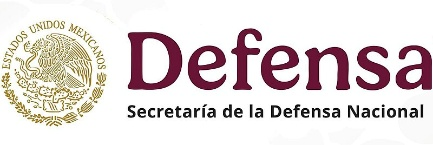 ESTADOS UNIDOS MEXICANOS
Defensa
Secretaría de la Defensa Nacional